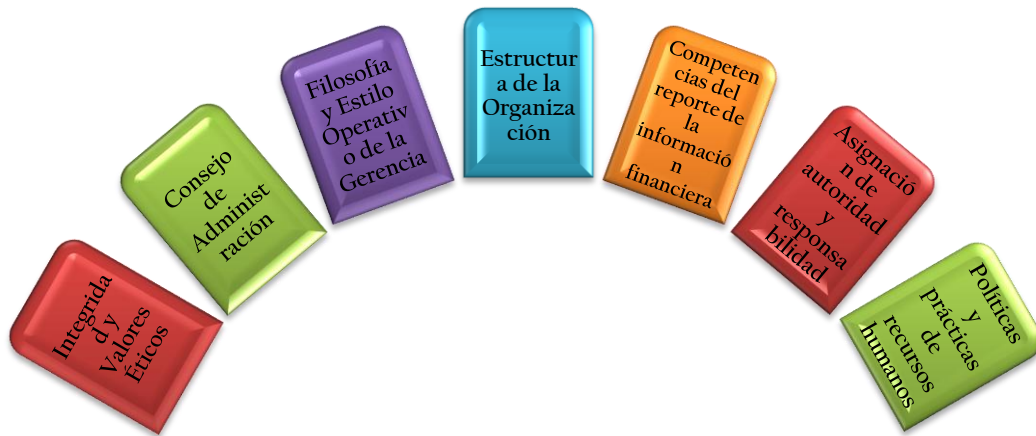 Integrida
d y
Valores
Éticos
Consejo
de
Administ
ración
Filosofía
y Estilo
Operativ
o de la
Gerencia
Estructur
a de la
Organiza
ción
Competen
cias del
reporte de
la
informació
n
financiera
Asignació
n de
autoridad
y
responsa
bilidad
Políticas
y
prácticas
de
recursos
humanos